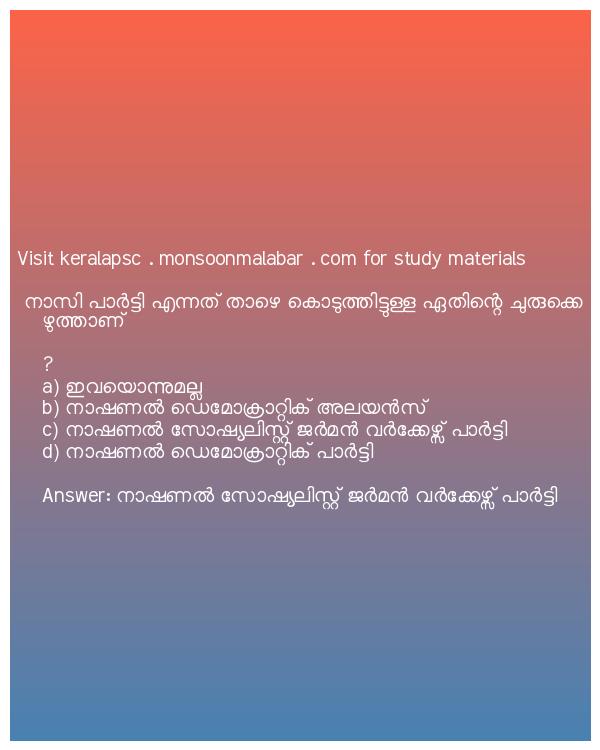 Visit keralapsc . monsoonmalabar . com for study materials
നാസി പാർട്ടി എന്നത് താഴെ കൊടുത്തിട്ടുള്ള ഏതിന്റെ ചുരുക്കെ
ഴുത്താണ്
?
a) ഇവയൊന്നുമല്ല
b) നാഷണൽ ഡെമോക്രാറ്റിക് അലയൻസ്
c) നാഷണൽ സോഷ്യലിസ്റ്റ് ജർമൻ വർക്കേഴ്സ് പാർട്ടി
d) നാഷണൽ ഡെമോക്രാറ്റിക് പാർട്ടി
Answer: നാഷണൽ സോഷ്യലിസ്റ്റ് ജർമൻ വർക്കേഴ്സ് പാർട്ടി